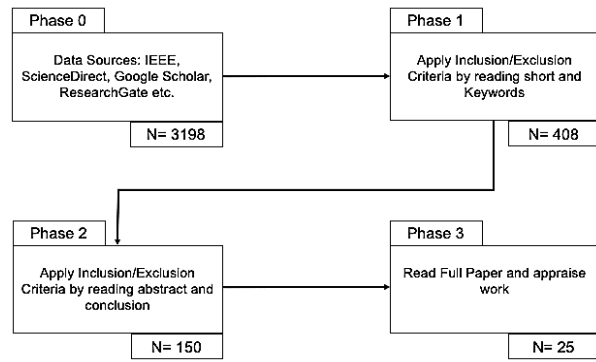 Phase 0
Data Sources: IEEE,
ScienceDirect, Google Scholar,
ResearchGate etc.
N= 3198
Phase 1
Apply Inclusion/Exclusion
Criteria by reading short and
Keywords
N= 408
Phase 2
Apply Inclusion/Exclusion
Criteria by reading abstract and
conclusion
N= 150
Phase 3
Read Full Paper and appraise
work
N= 25